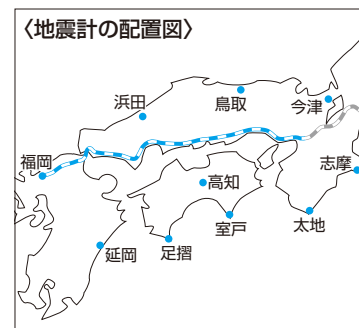 〈地震計の配置図〉
鳥取
浜田
今津
福岡
志摩
高知
室戸
太地
足摺
延岡